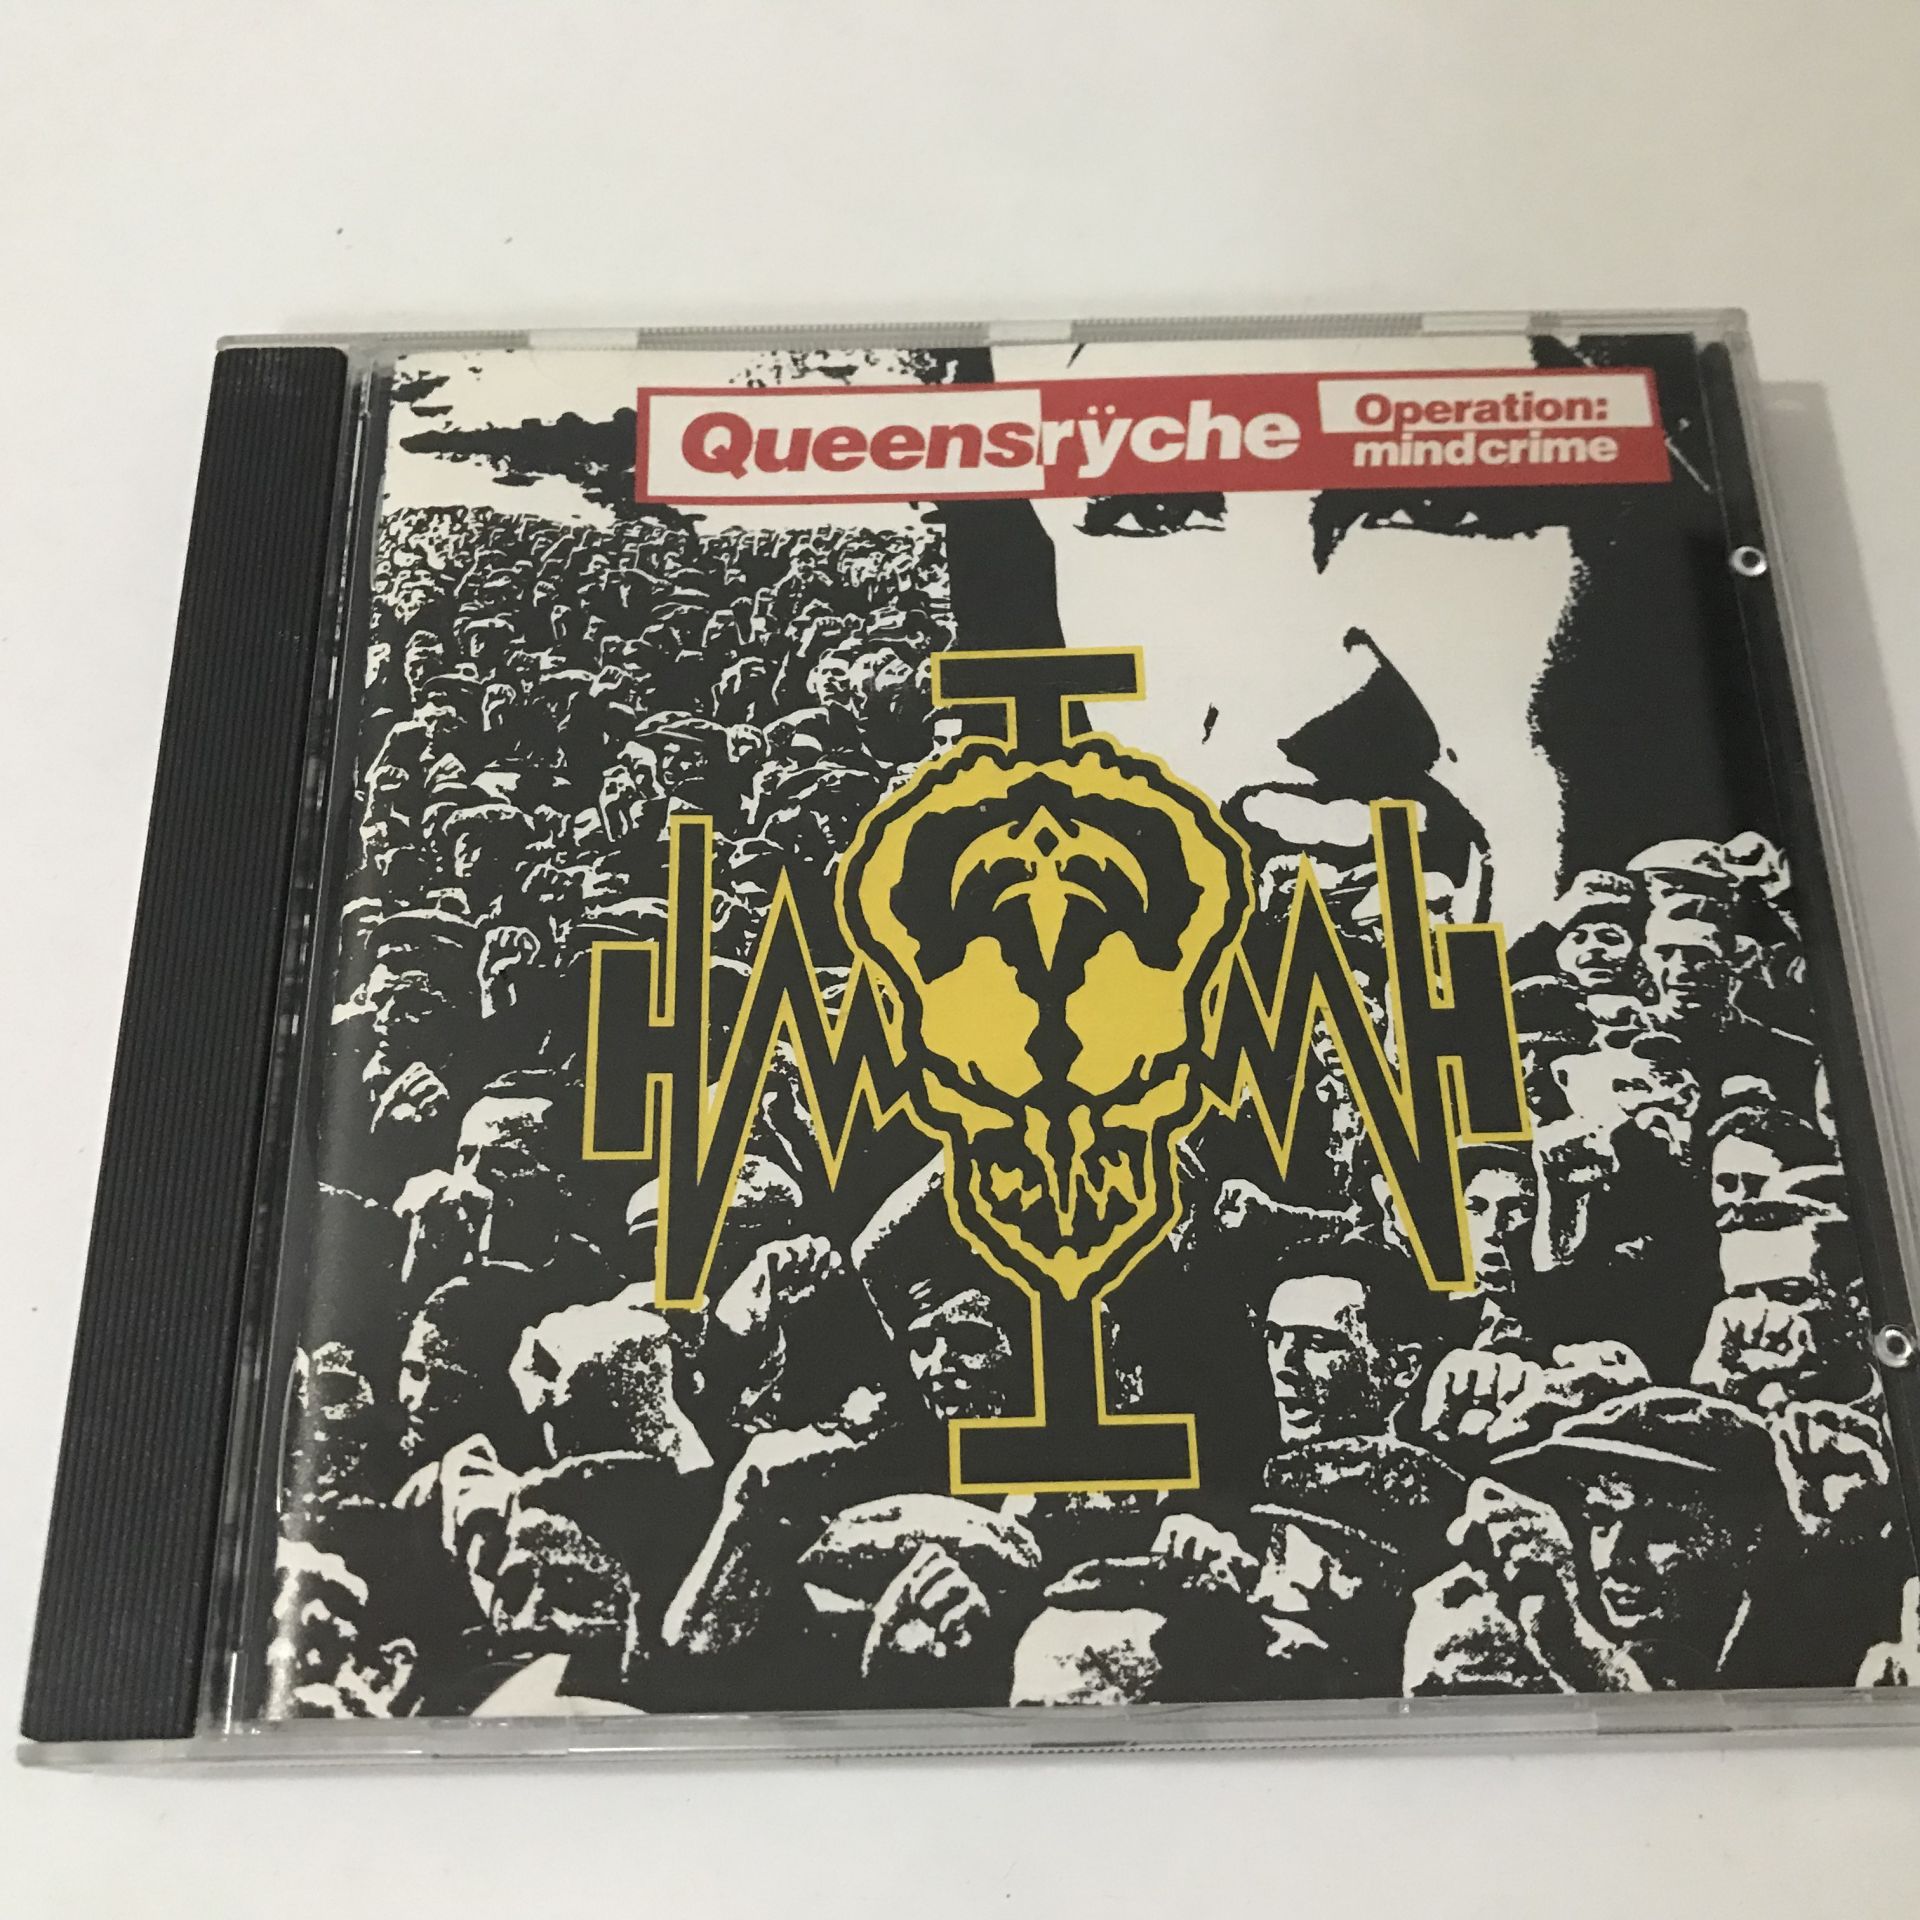 Queensrÿche
Operation:
mindcrime